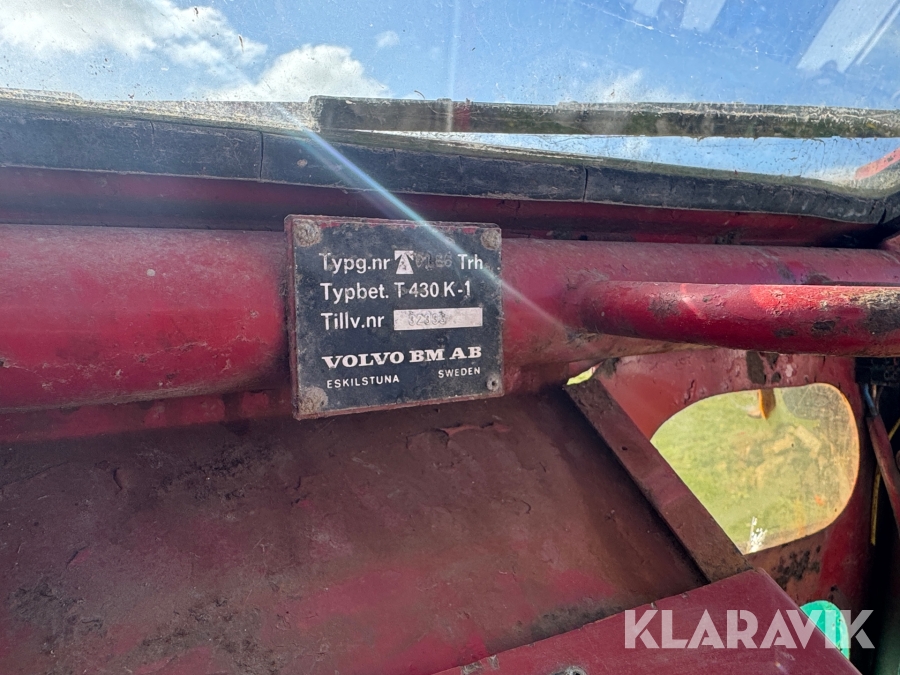 Typg.nr T Trh
Typbet. T 430 K-1
Tillv.nr
VOLVO BM AB
ESKILSTUNA SWEDEN
KLARAVIK